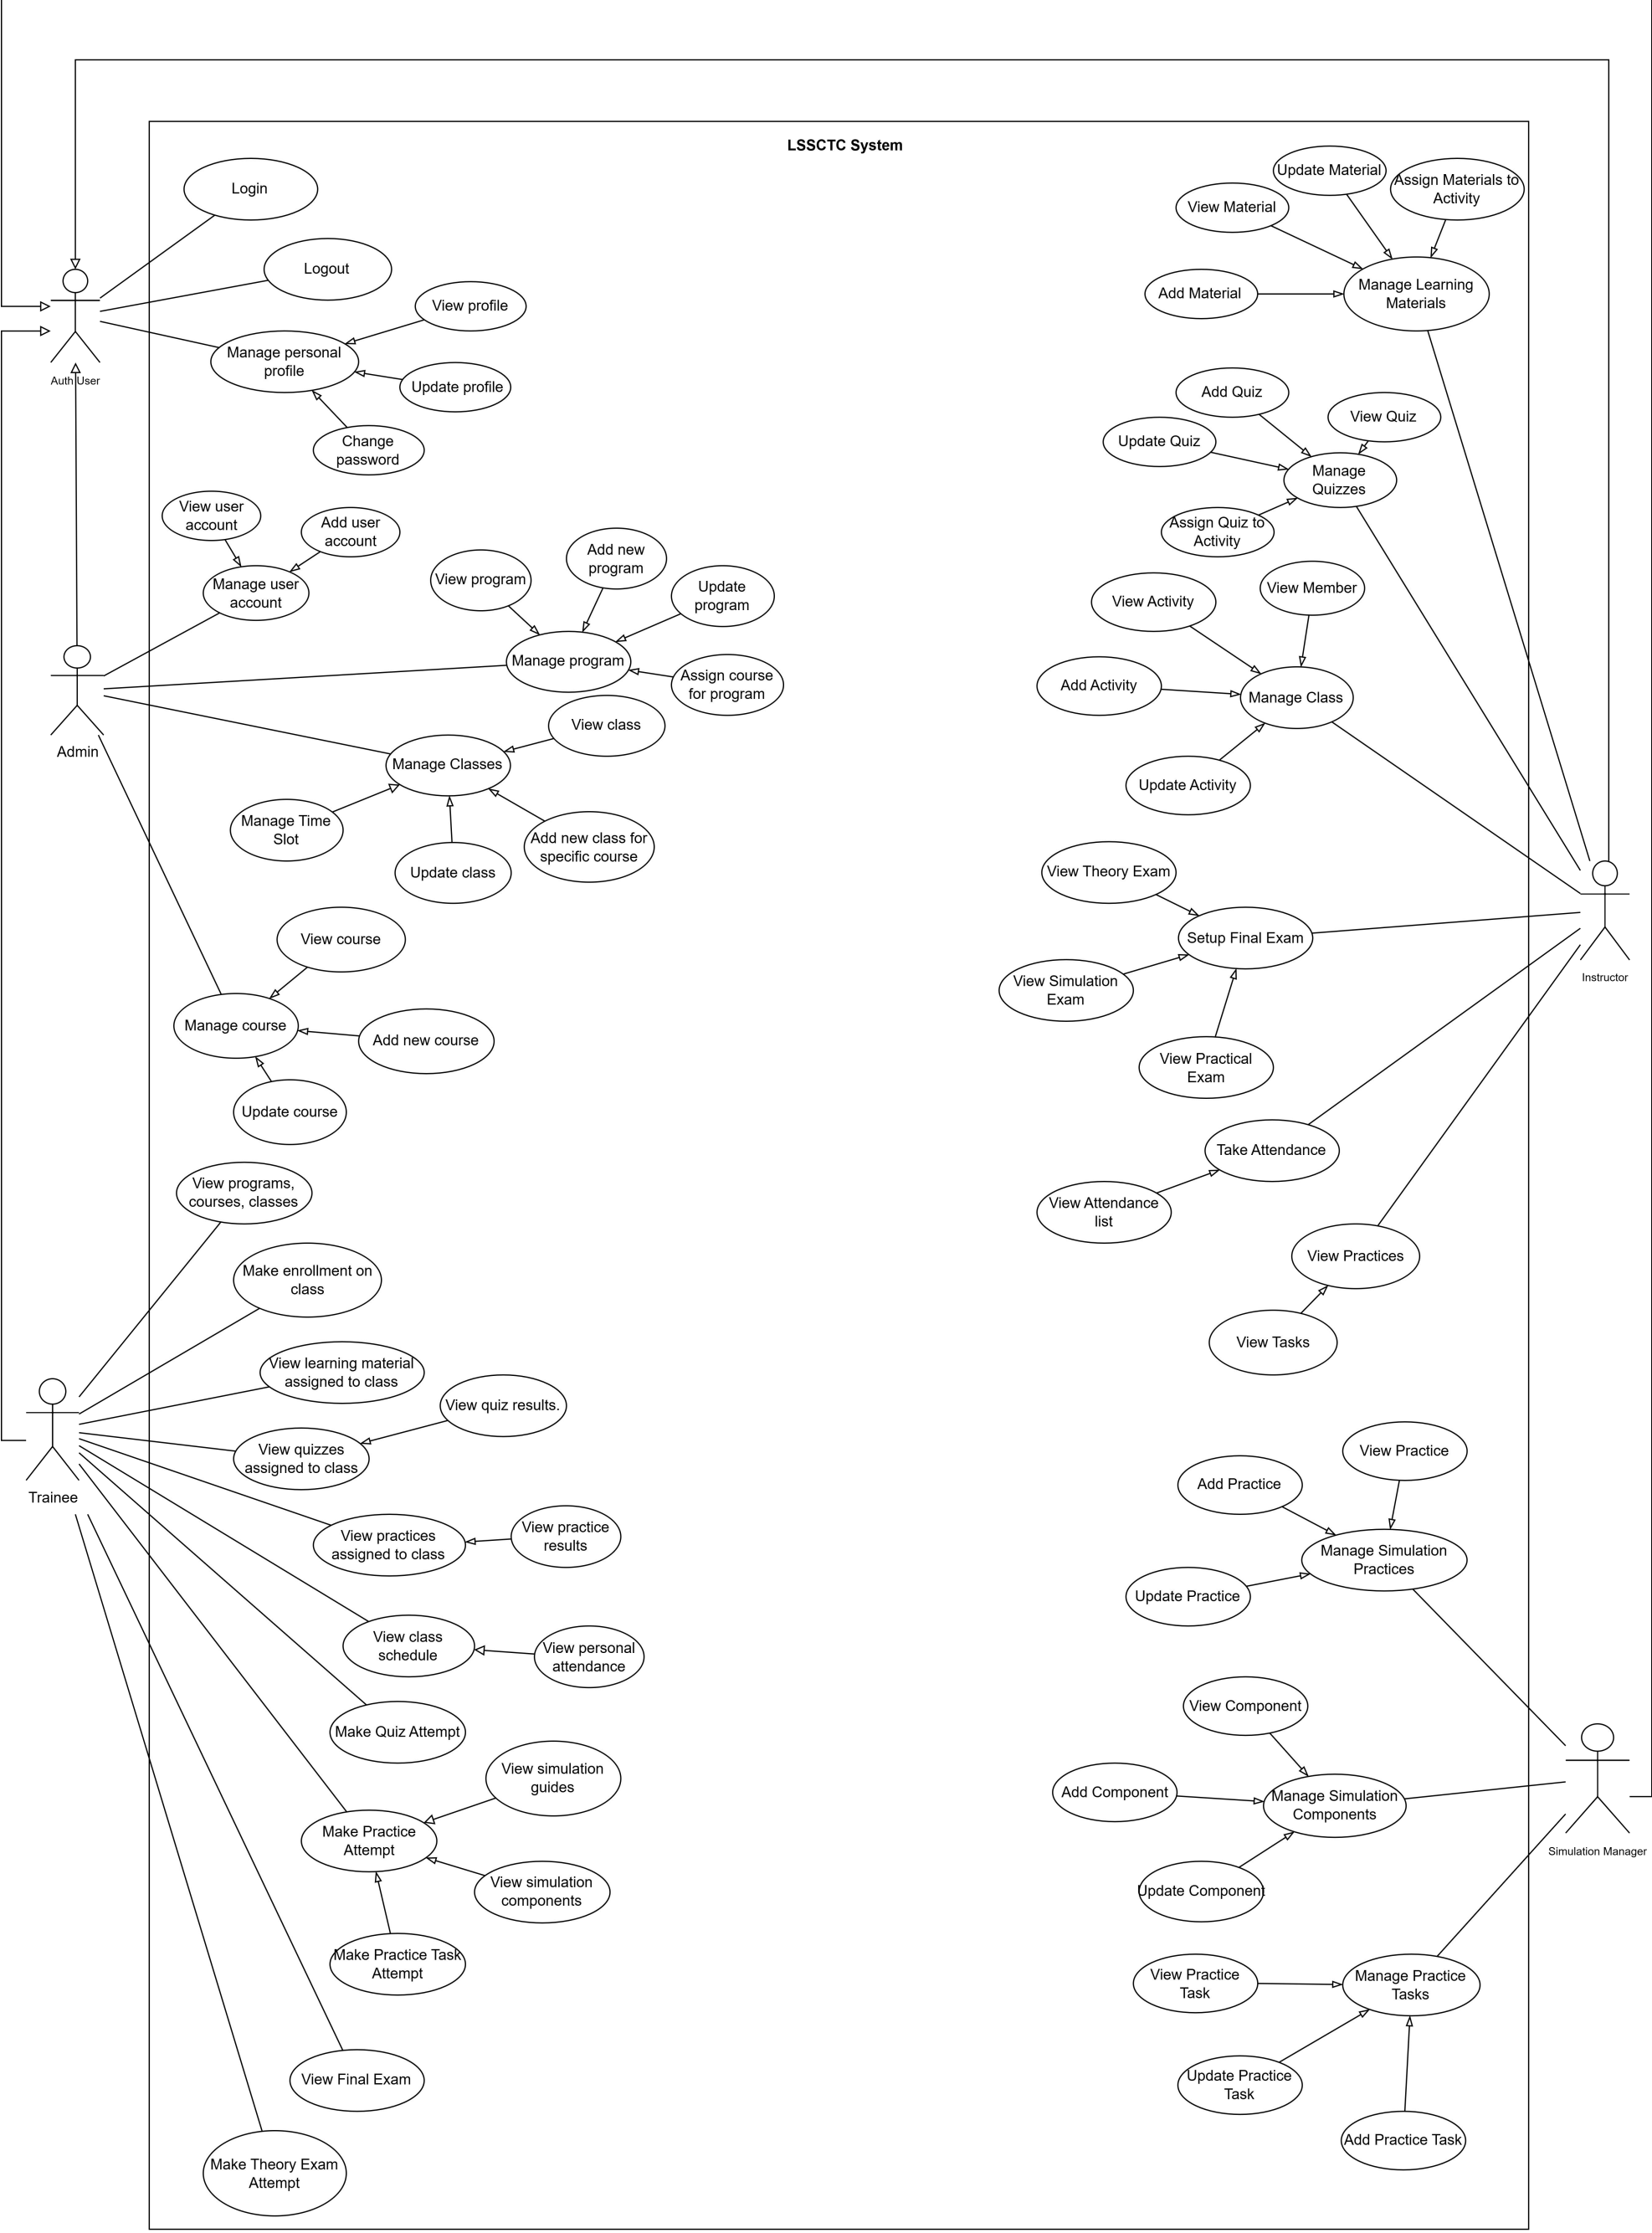 LSSCTC System
Login
Logout
View profile
Manage personal
profile
Update profile
Change
password
Auth User
View user
account
Add user
account
Manage user
account
View program
Add new
program
Update
program
Manage program
Assign course
for program
Admin
View class
Manage Classes
Manage Time
Slot
Update class
Add new class for
specific course
View course
Manage course
Add new course
Update course
View programs,
courses, classes
Make enrollment on
class
View learning material
assigned to class
View quiz results.
View quizzes
assigned to class
Trainee
View practices
assigned to class
View practice
results
View class
schedule
View personal
attendance
Make Quiz Attempt
View simulation
guides
Make Practice
Attempt
View simulation
components
Make Practice Task
Attempt
View Final Exam
Make Theory Exam
Attempt
Update Material
Assign Materials to
Activity
View Material
Add Material
Manage Learning
Materials
Add Quiz
View Quiz
Update Quiz
Manage
Quizzes
Assign Quiz to
Activity
View Activity
View Member
Add Activity
Manage Class
Update Activity
View Theory Exam
Setup Final Exam
View Simulation
Exam
View Practical
Exam
Instructor
Take Attendance
View Attendance
list
View Practices
View Tasks
View Practice
Add Practice
Manage Simulation
Practices
Update Practice
View Component
Add Component
Manage Simulation
Components
Update Component
Simulation Manager
View Practice
Task
Manage Practice
Tasks
Update Practice
Task
Add Practice Task